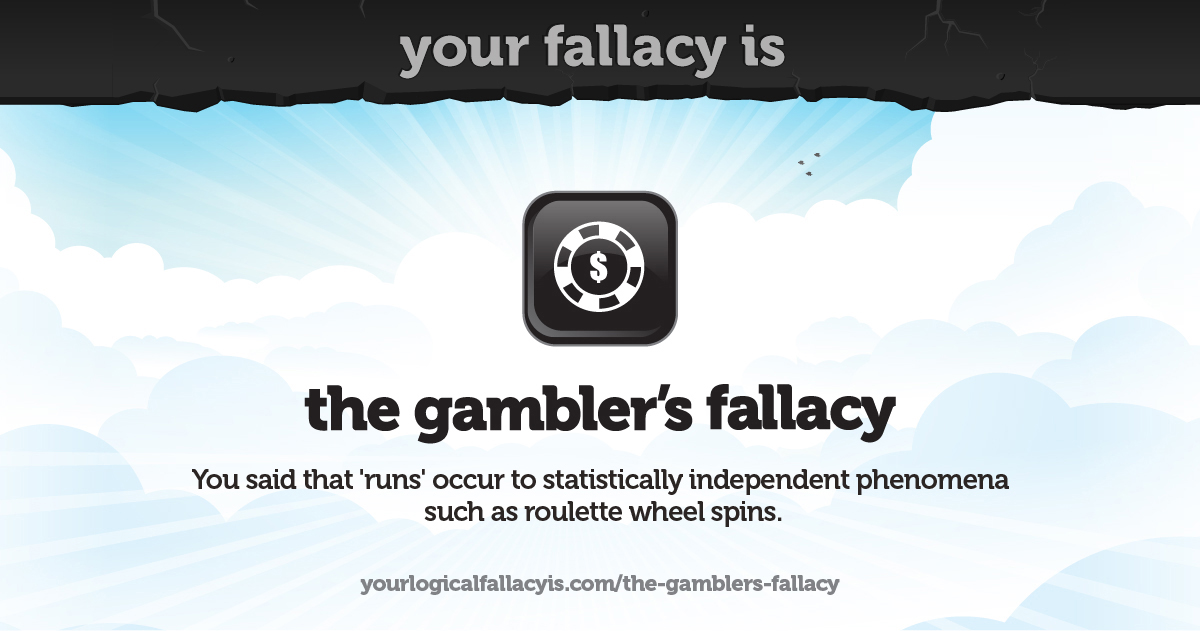 your fallacy is
$
the gambler's fallacy
You said that 'runs' occur to statistically independent phenomena
such as roulette wheel spins.
yourlogicalfallacyis.com/the-gamblers-fallacy